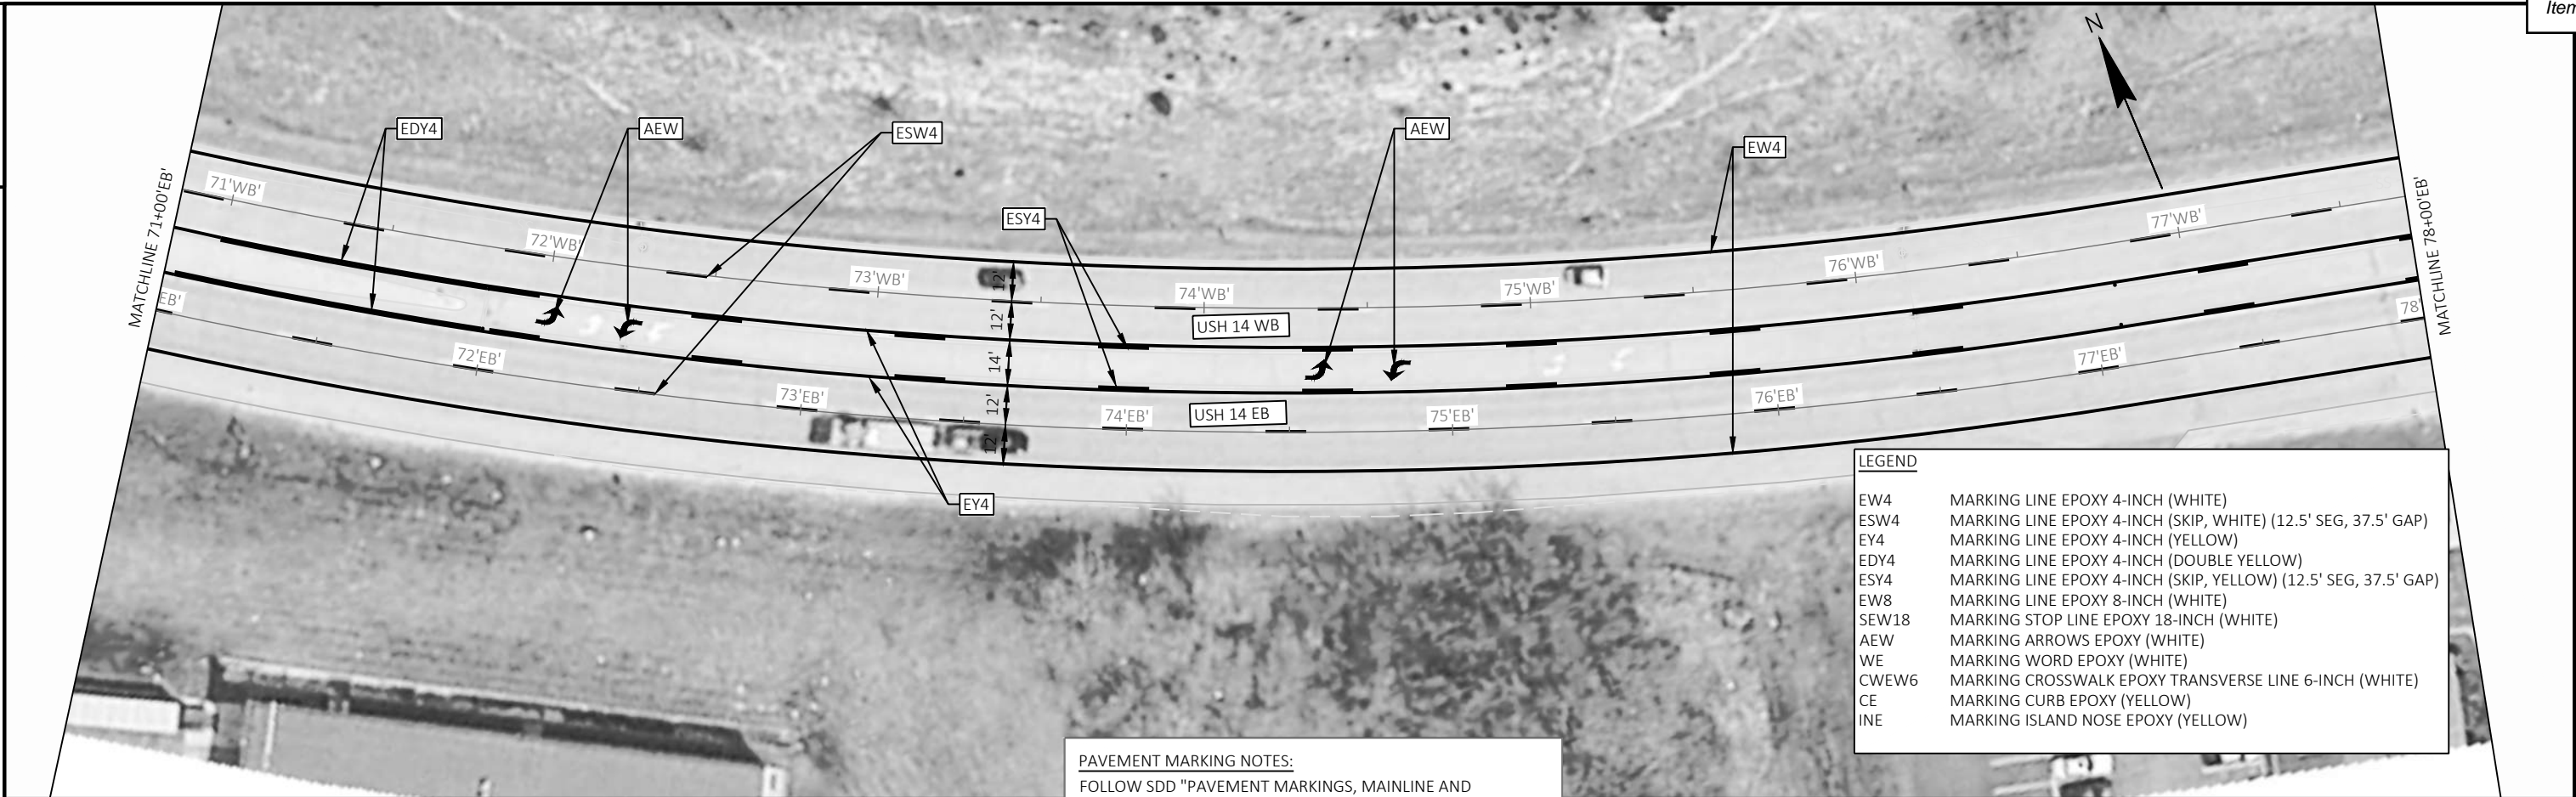 Item
N
EDY4
AEW
ESW4
AEW
EW4
ESY4
MATCHLINE 71+00'EB'
MATCHLINE 78+00'EB'
71'WB'
72'WB'
73'WB'
74'WB'
75'WB'
76'WB'
77'WB'
12'
12'
14'
12'
12'
USH 14 WB
USH 14 EB
EB'
72'EB'
73'EB'
74'EB'
75'EB'
76'EB'
77'EB'
78'
EY4
LEGEND
EW4 MARKING LINE EPOXY 4-INCH (WHITE)
ESW4 MARKING LINE EPOXY 4-INCH (SKIP, WHITE) (12.5' SEG, 37.5' GAP)
EY4 MARKING LINE EPOXY 4-INCH (YELLOW)
EDY4 MARKING LINE EPOXY 4-INCH (DOUBLE YELLOW)
ESY4 MARKING LINE EPOXY 4-INCH (SKIP, YELLOW) (12.5' SEG, 37.5' GAP)
EW8 MARKING LINE EPOXY 8-INCH (WHITE)
SEW18 MARKING STOP LINE EPOXY 18-INCH (WHITE)
AEW MARKING ARROWS EPOXY (WHITE)
WE MARKING WORD EPOXY (WHITE)
CWEW6 MARKING CROSSWALK EPOXY TRANSVERSE LINE 6-INCH (WHITE)
CE MARKING CURB EPOXY (YELLOW)
INE MARKING ISLAND NOSE EPOXY (YELLOW)
PAVEMENT MARKING NOTES:
FOLLOW SDD "PAVEMENT MARKINGS, MAINLINE AND